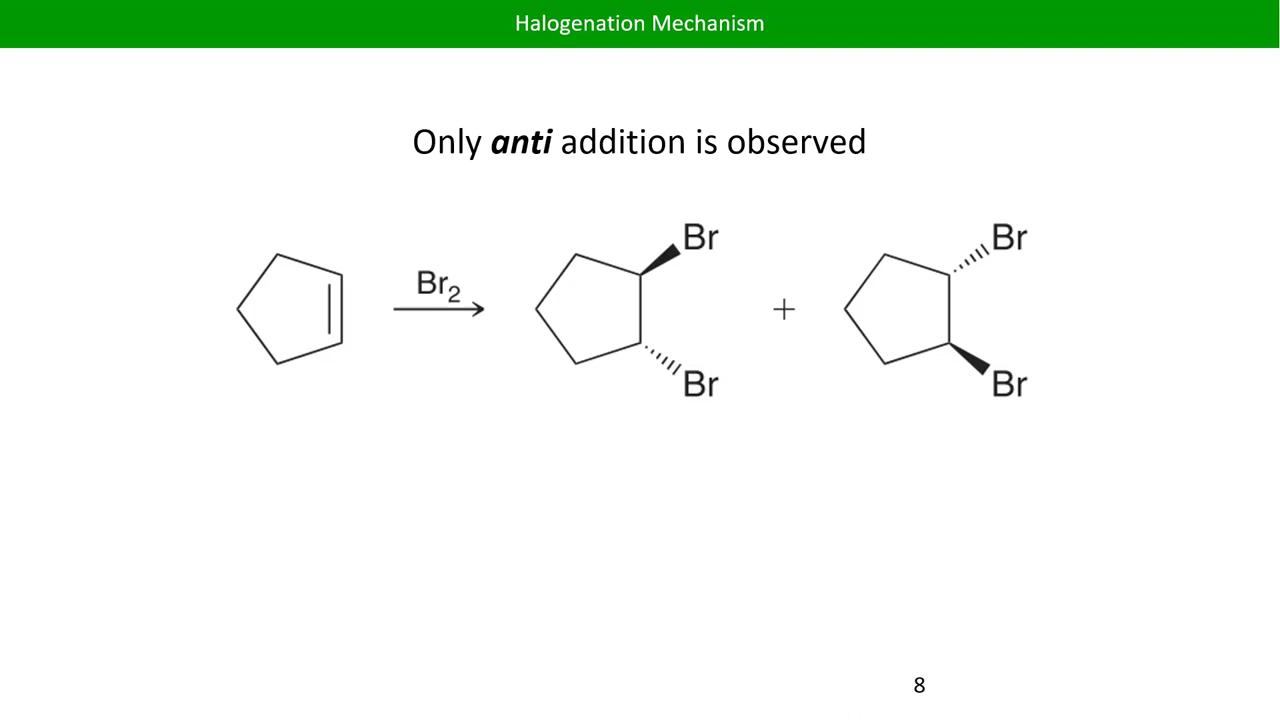 Halogenation Mechanism
Only anti addition is observed
Br₂
Br
Br
+
Br
Br
8